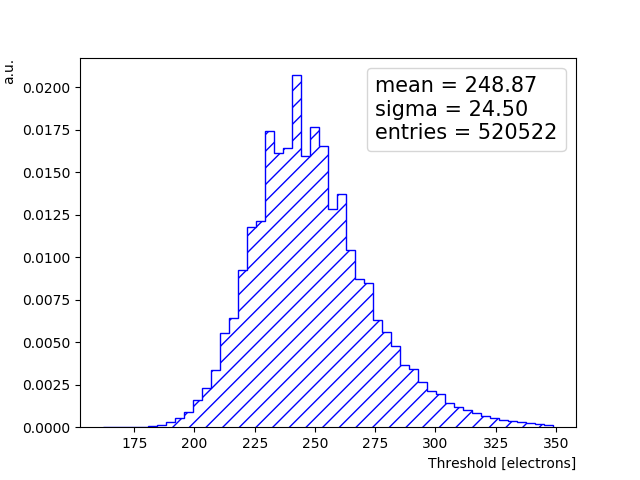 a.u.
mean = 248.87
sigma = 24.50
entries = 520522
0.0200
0.0175
0.0150
0.0125
0.0100
0.0075
0.0050
0.0025
0.0000
175 200 225 250 275 300 325 350
Threshold [electrons]